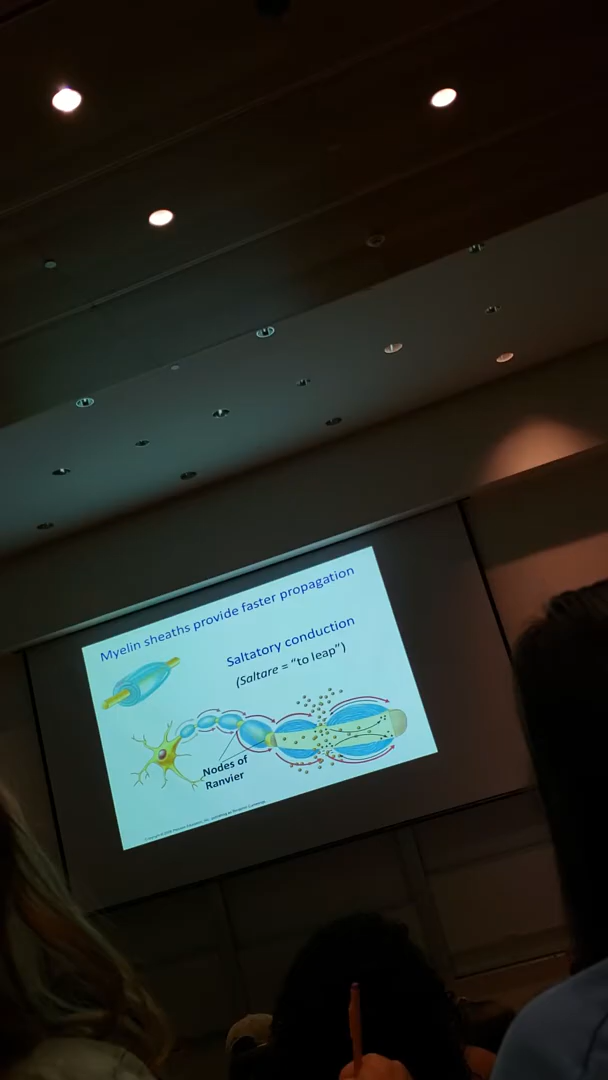 Myelin sheaths provide faster propagation
Saltatory conduction
(Saltare = “to leap”)
Nodes of
Ranvier